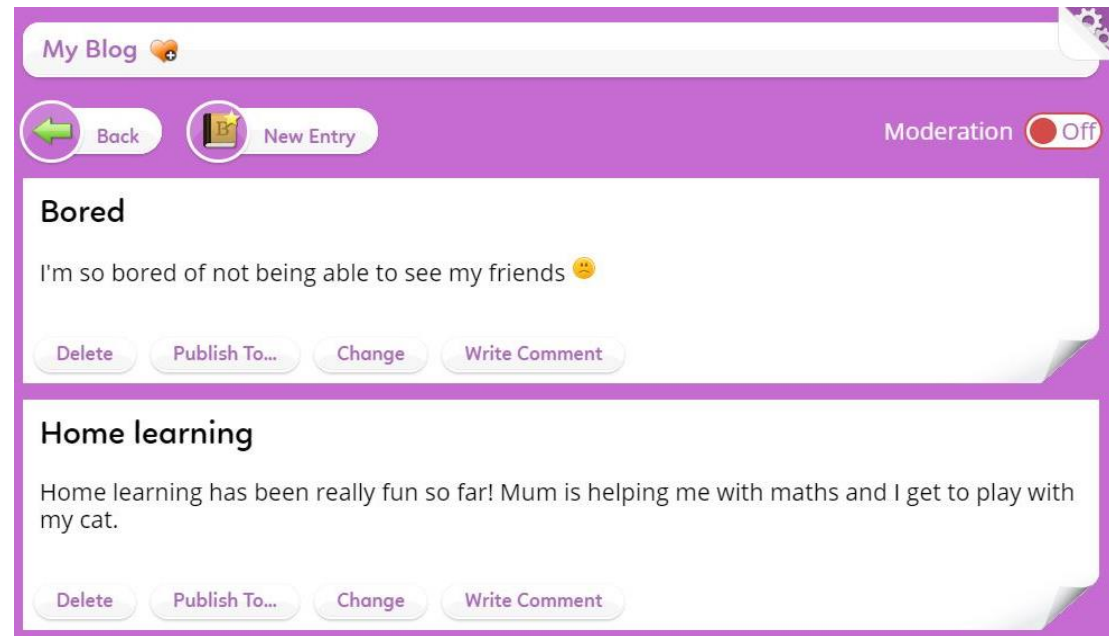 My Blog
Back
New Entry
Moderation Off
Bored
I'm so bored of not being able to see my friends
Delete Publish To... Change Write Comment
Home learning
Home learning has been really fun so far! Mum is helping me with maths and I get to play with
my cat.
Delete Publish To... Change Write Comment